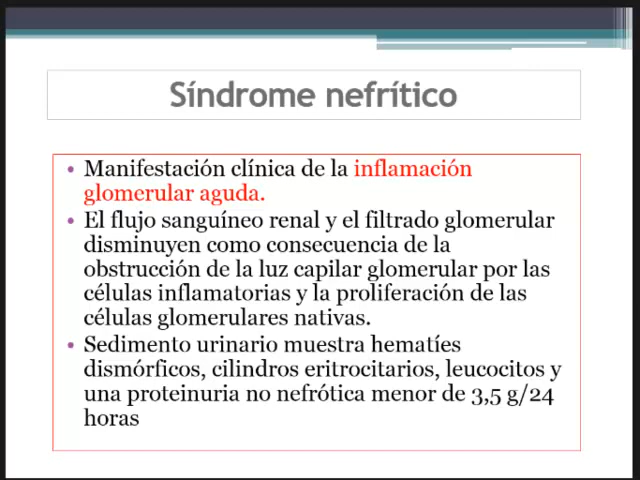 Síndrome nefrítico
• Manifestación clínica de la inflamación
glomerular aguda.
• El flujo sanguíneo renal y el filtrado glomerular
disminuyen como consecuencia de la
obstrucción de la luz capilar glomerular por las
células inflamatorias y la proliferación de las
células glomerulares nativas.
• Sedimento urinario muestra hematíes
dismórficos, cilindros eritrocitarios, leucocitos y
una proteinuria no nefrótica menor de 3,5 g/24
horas